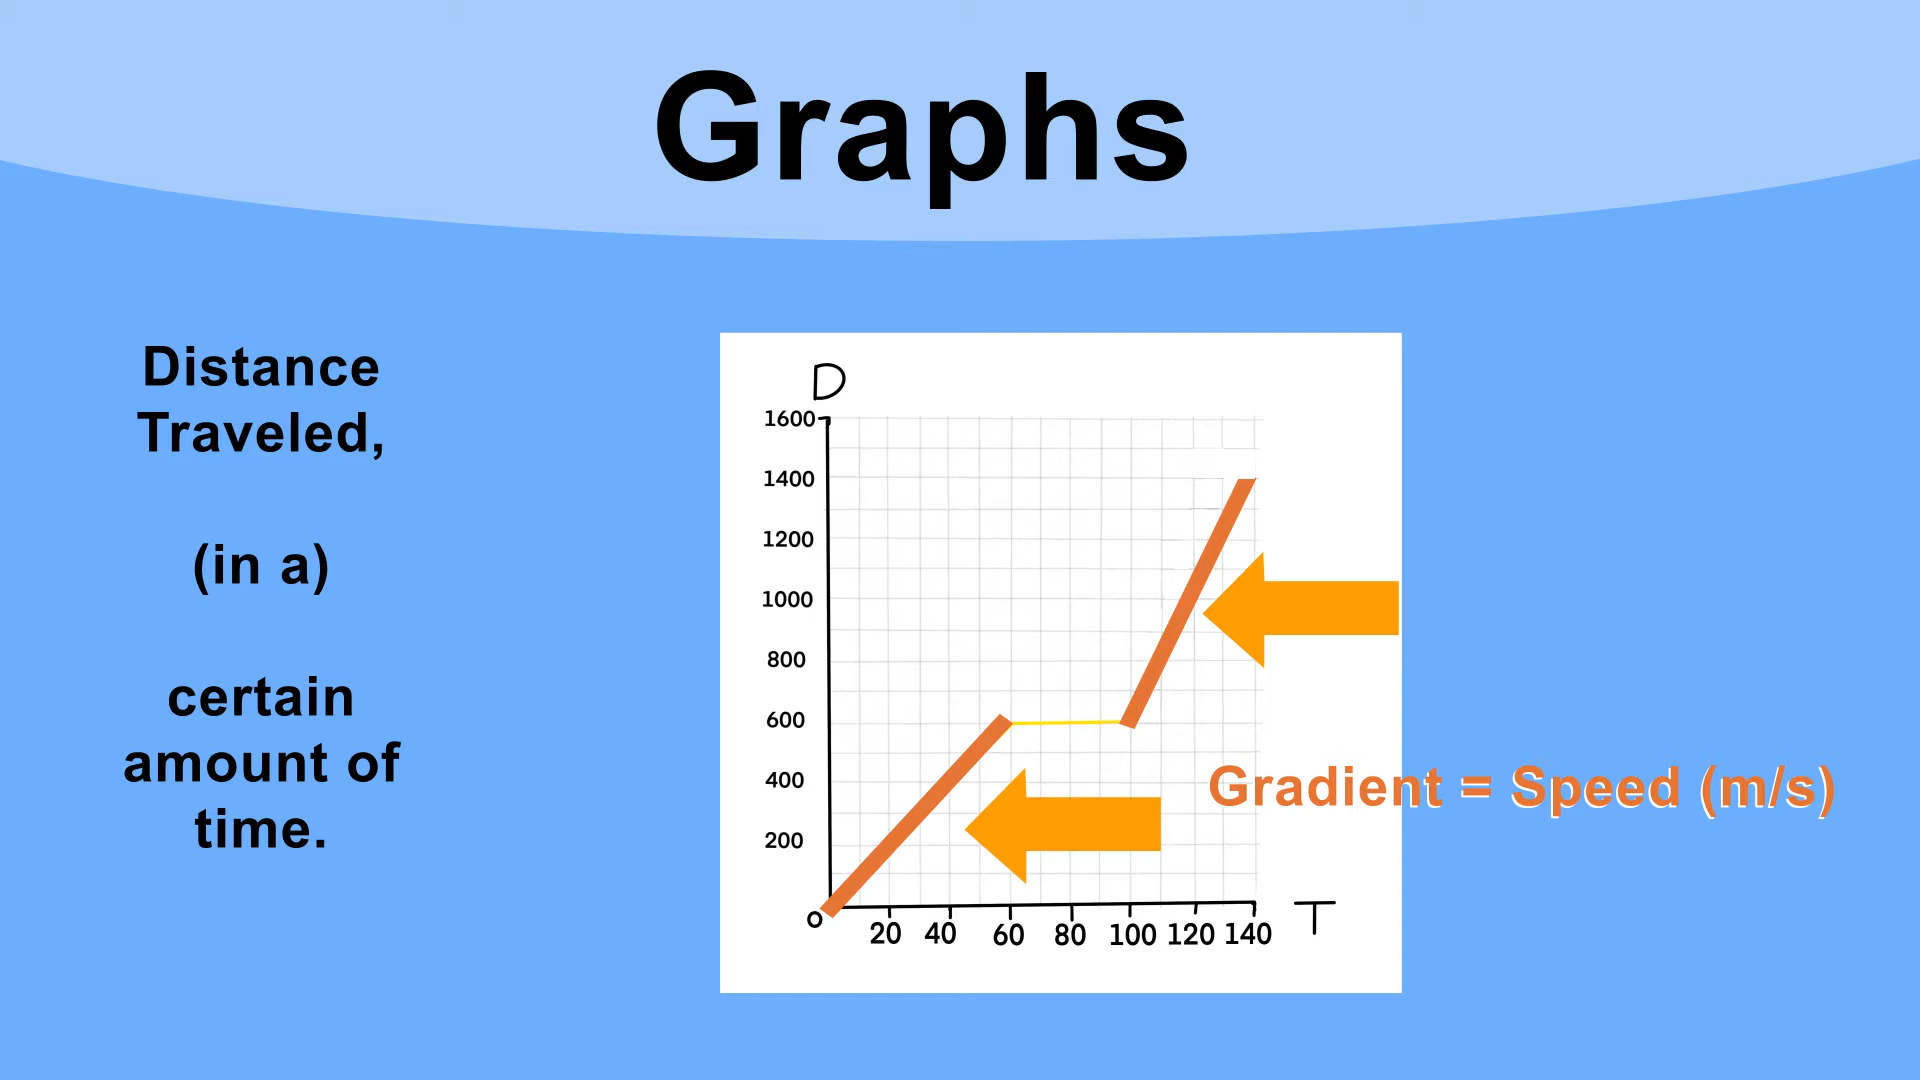 Graphs
Distance
Traveled,
(in a)
certain
amount of
time.
D
1600
1400
1200
1000
800
600
400
200
0
20 40 60 80 100 120 140
T
Gradient = Speed (m/s)